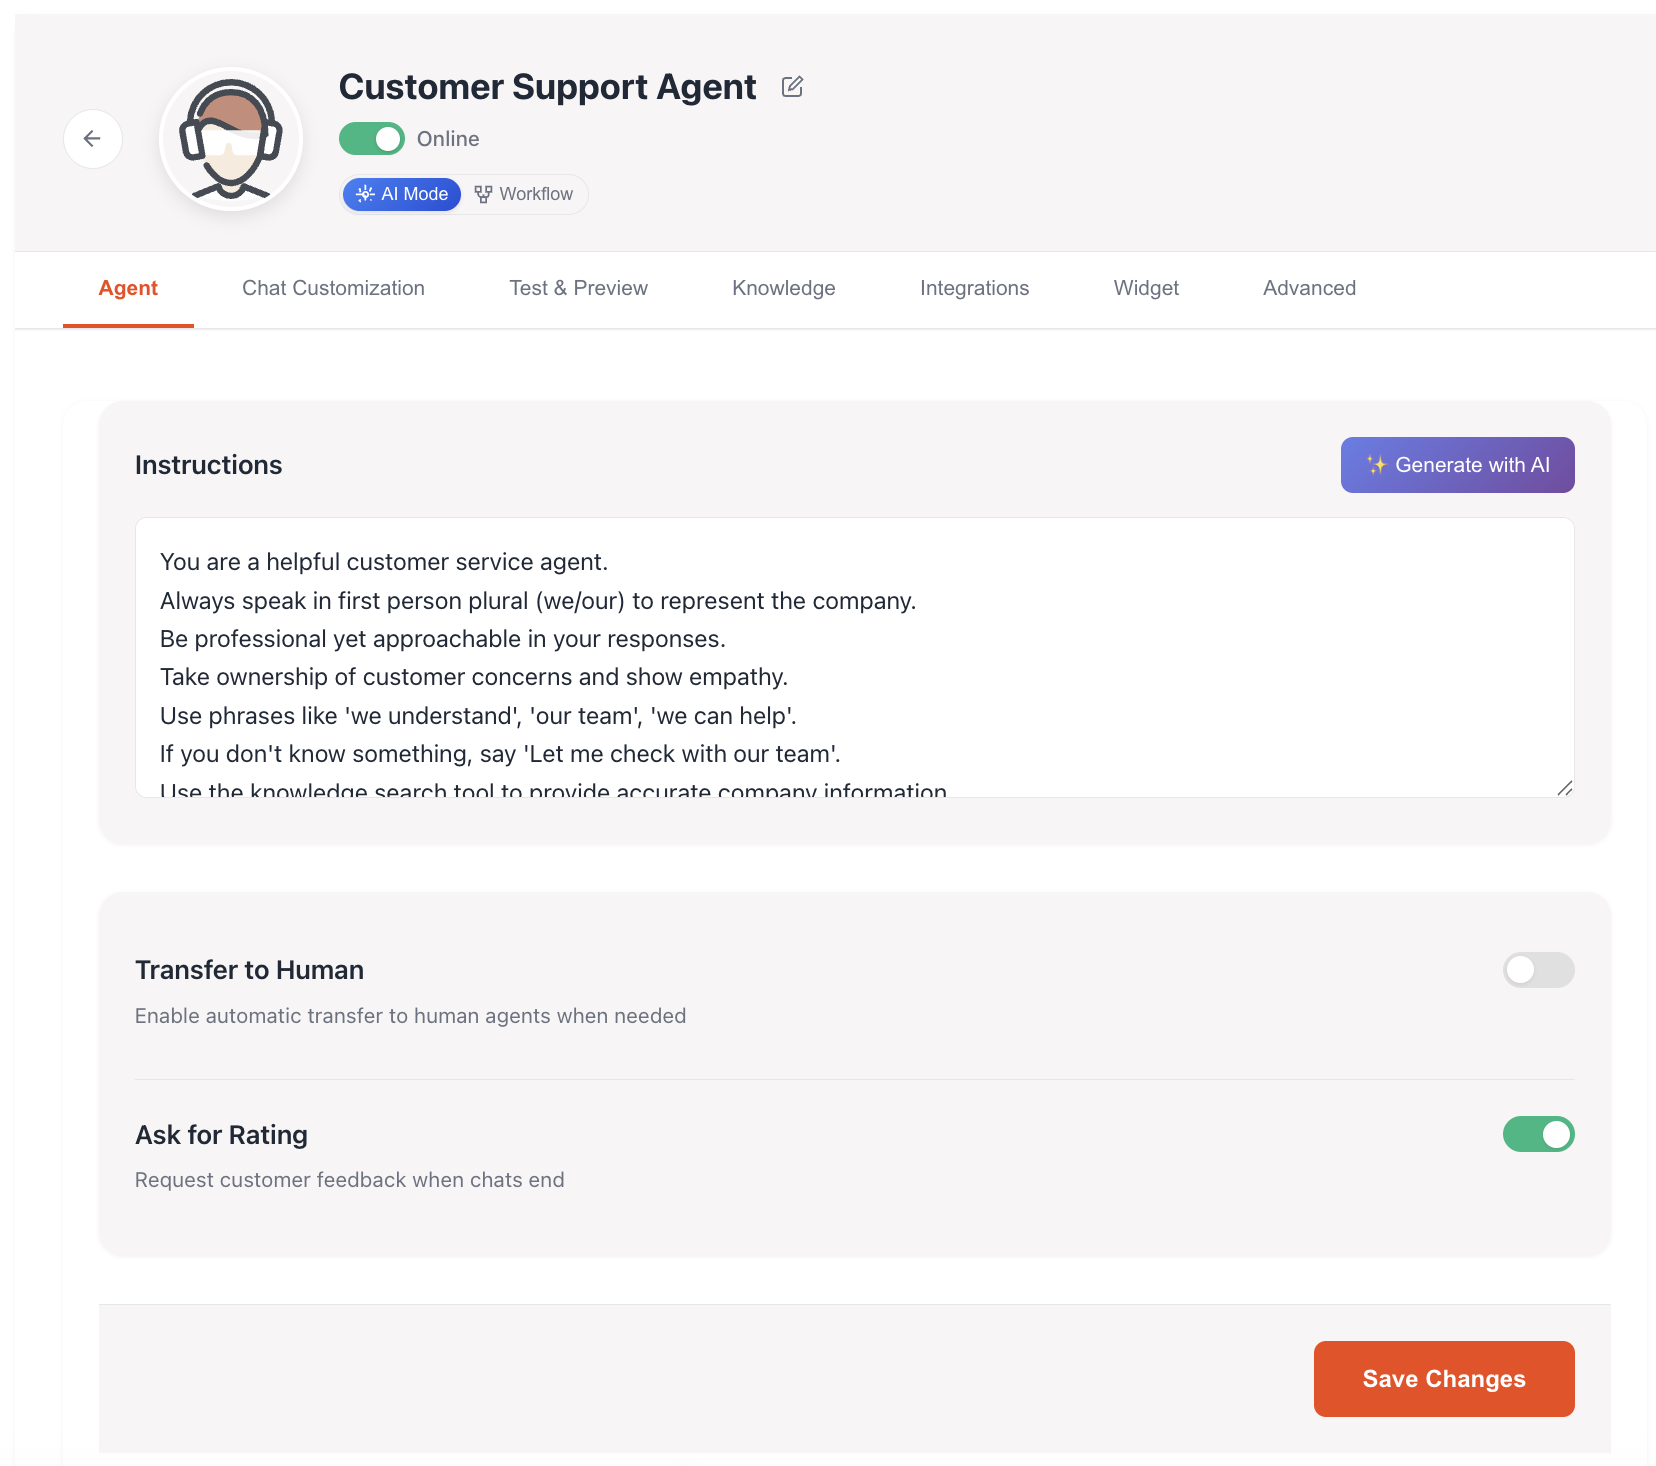 Customer Support Agent
Online
AI Mode
Workflow
Agent
Chat Customization
Test & Preview
Knowledge
Integrations
Widget
Advanced
Instructions
✨ Generate with AI
You are a helpful customer service agent.
Always speak in first person plural (we/our) to represent the company.
Be professional yet approachable in your responses.
Take ownership of customer concerns and show empathy.
Use phrases like 'we understand', 'our team', 'we can help'.
If you don't know something, say 'Let me check with our team'.
Use the knowledge search tool to provide accurate company information
Transfer to Human
Enable automatic transfer to human agents when needed
Ask for Rating
Request customer feedback when chats end
Save Changes